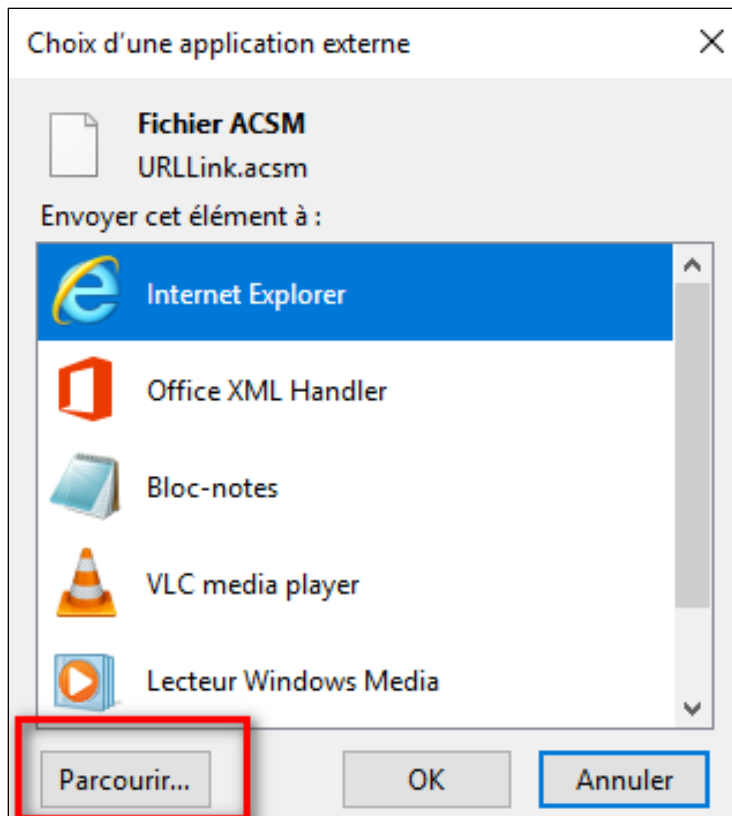 Choix d'une application externe
Fichier ACSM
URLLink.acsm
Envoyer cet élément à :
Internet Explorer
Office XML Handler
Bloc-notes
VLC media player
Lecteur Windows Media
Parcourir... OK Annuler